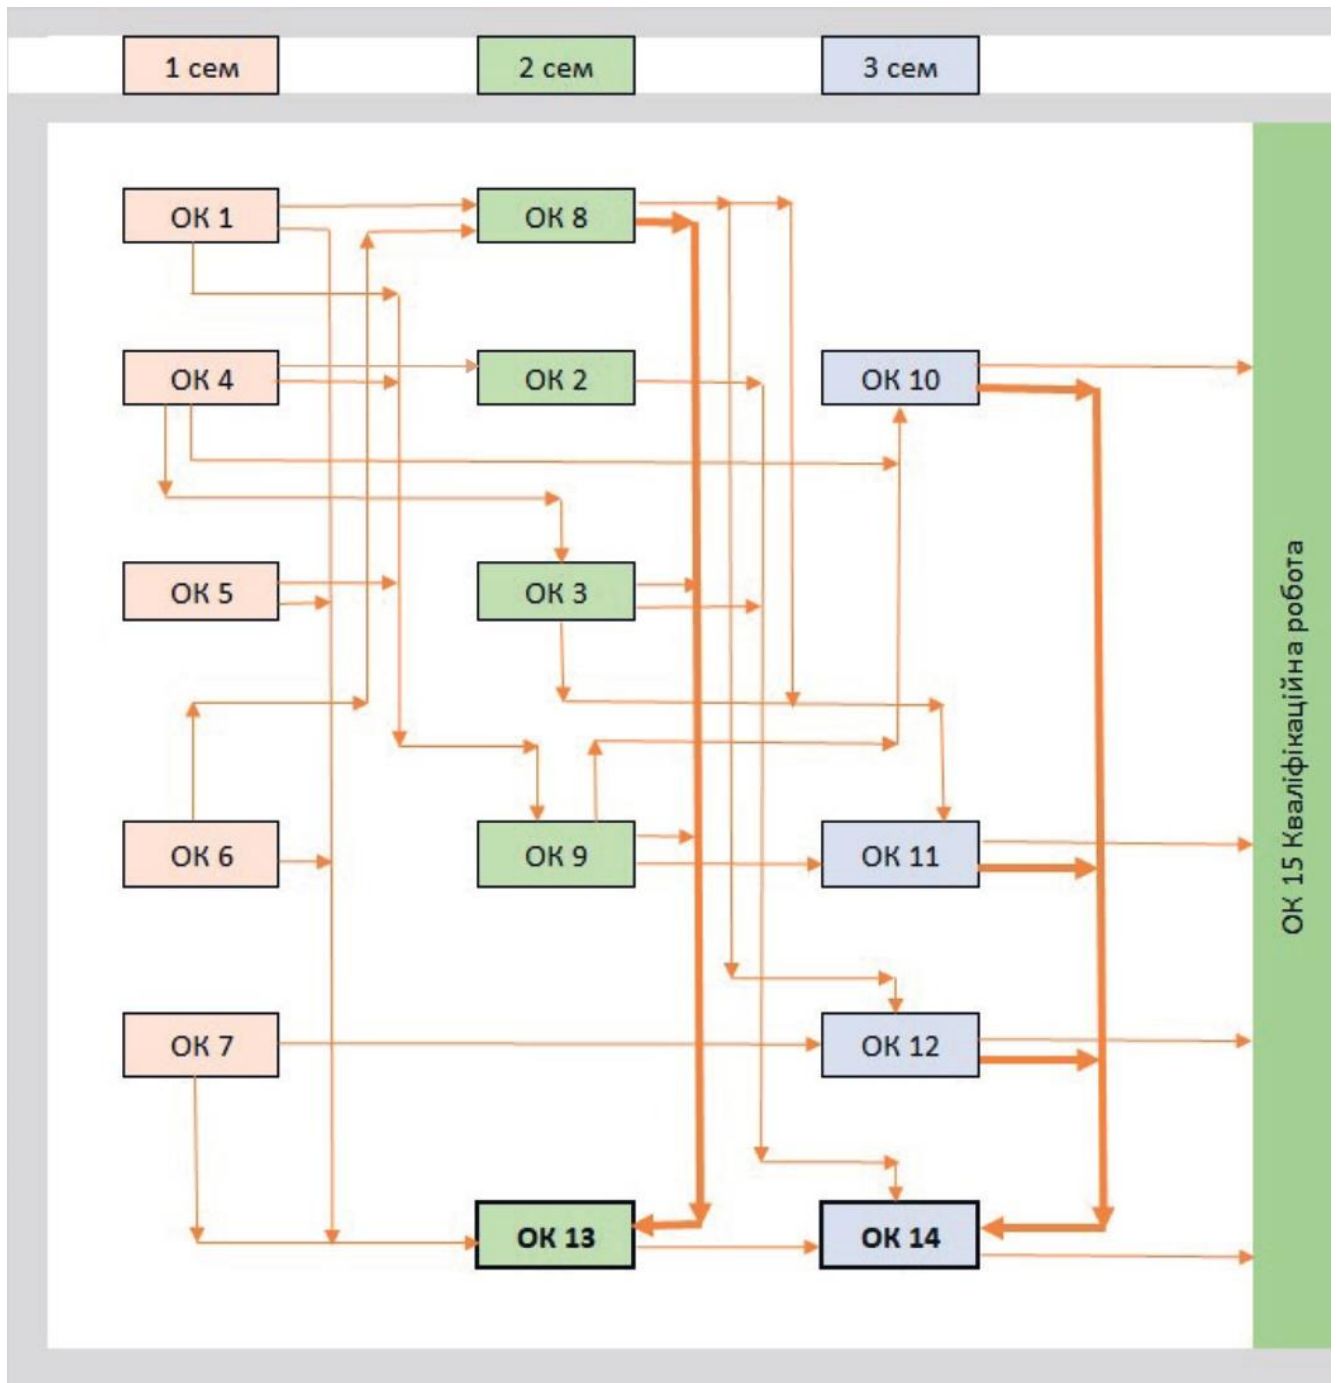 1 сем
2 сем
3 сем
ОК 1
ОК 8
ОК 4
ОК 2
ОК 10
ОК 5
ОК 3
ОК 6
ОК 9
ОК 11
ОК 7
ОК 12
ОК 13
ОК 14
ОК 15 Кваліфікаційна робота